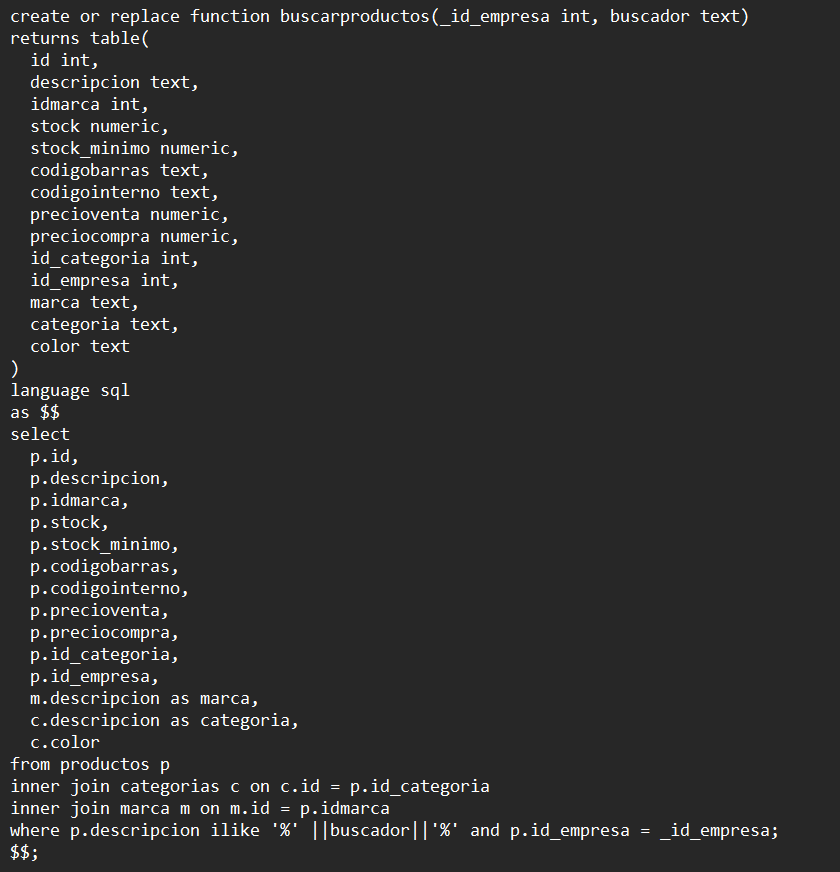 create or replace function buscarproductos(_id_empresa int, buscador text)
returns table(
  id int,
  descripcion text,
  idmarca int,
  stock numeric,
  stock_minimo numeric,
  codigobarras text,
  codigointerno text,
  precioventa numeric,
  preciocompra numeric,
  id_categoria int,
  id_empresa int,
  marca text,
  categoria text,
  color text
)
language sql
as $$
select
  p.id,
  p.descripcion,
  p.idmarca,
  p.stock,
  p.stock_minimo,
  p.codigobarras,
  p.codigointerno,
  p.precioventa,
  p.preciocompra,
  p.id_categoria,
  p.id_empresa,
  m.descripcion as marca,
  c.descripcion as categoria,
  c.color
from productos p
inner join categorias c on c.id = p.id_categoria
inner join marca m on m.id = p.idmarca
where p.descripcion ilike '%' ||buscador||'%' and p.id_empresa = _id_empresa;
$$;